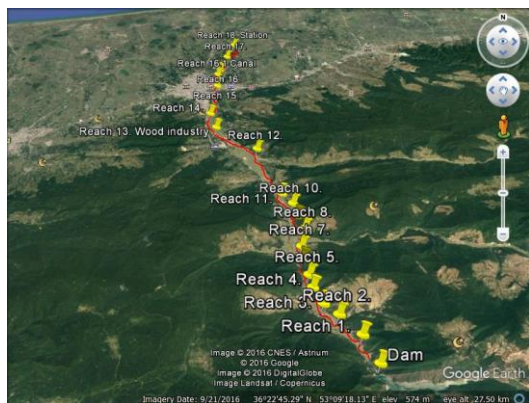 Reach 18. Station
Reach 17.
Reach 16.1 Canal
Reach 16.
Reach 15.
Reach 14.
Reach 13. Wood industry
Reach 12.
Reach 10.
Reach 11.
Reach 8.
Reach 7.
Reach 5.
Reach 4.
Reach 2.
Reach 3.
Reach 1.
Dam
Image © 2016 CNES / Astrium
© 2016 Google
Image © 2016 DigitalGlobe
Image Landsat / Copernicus
Google Earth
Imagery Date: 9/21/2016 36°22'45.29" N 53°09'18.13" E elev 574 m eye alt 27.50 km